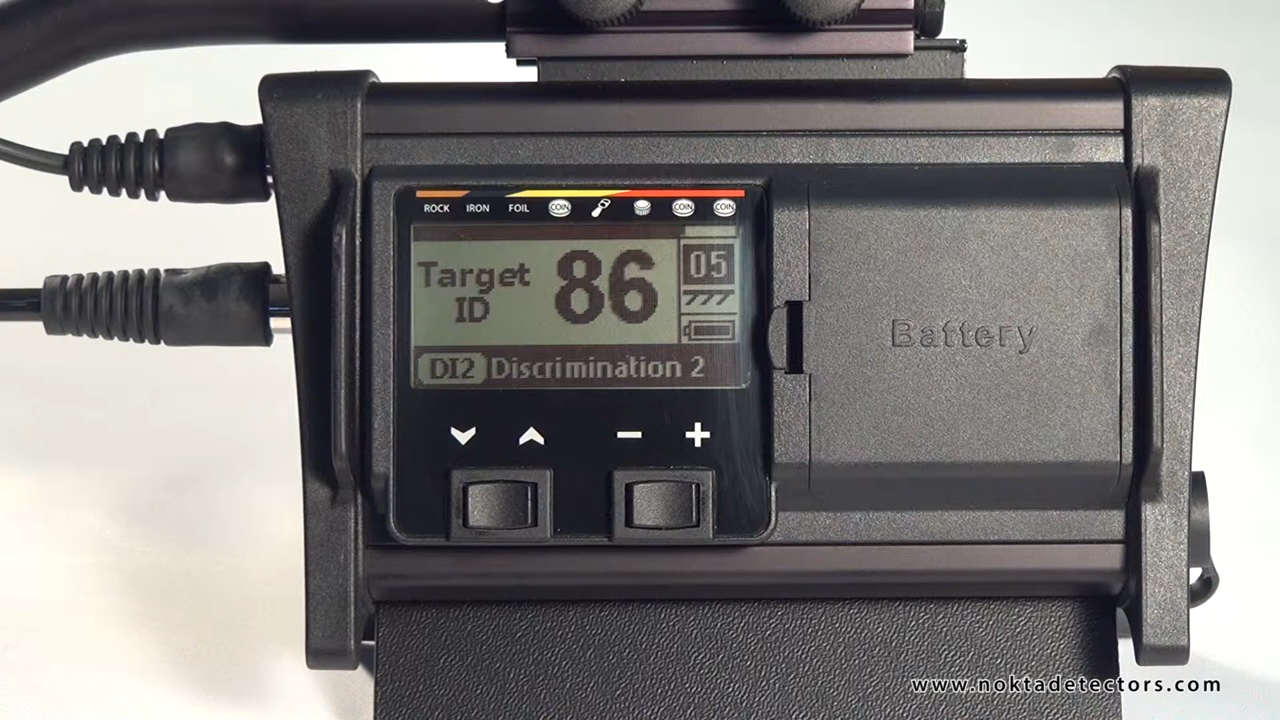 ROCK IRON FOIL COIN COIN COIN
Target ID 86
05
DI2 Discrimination 2
Battery
www.noktadetectors.com